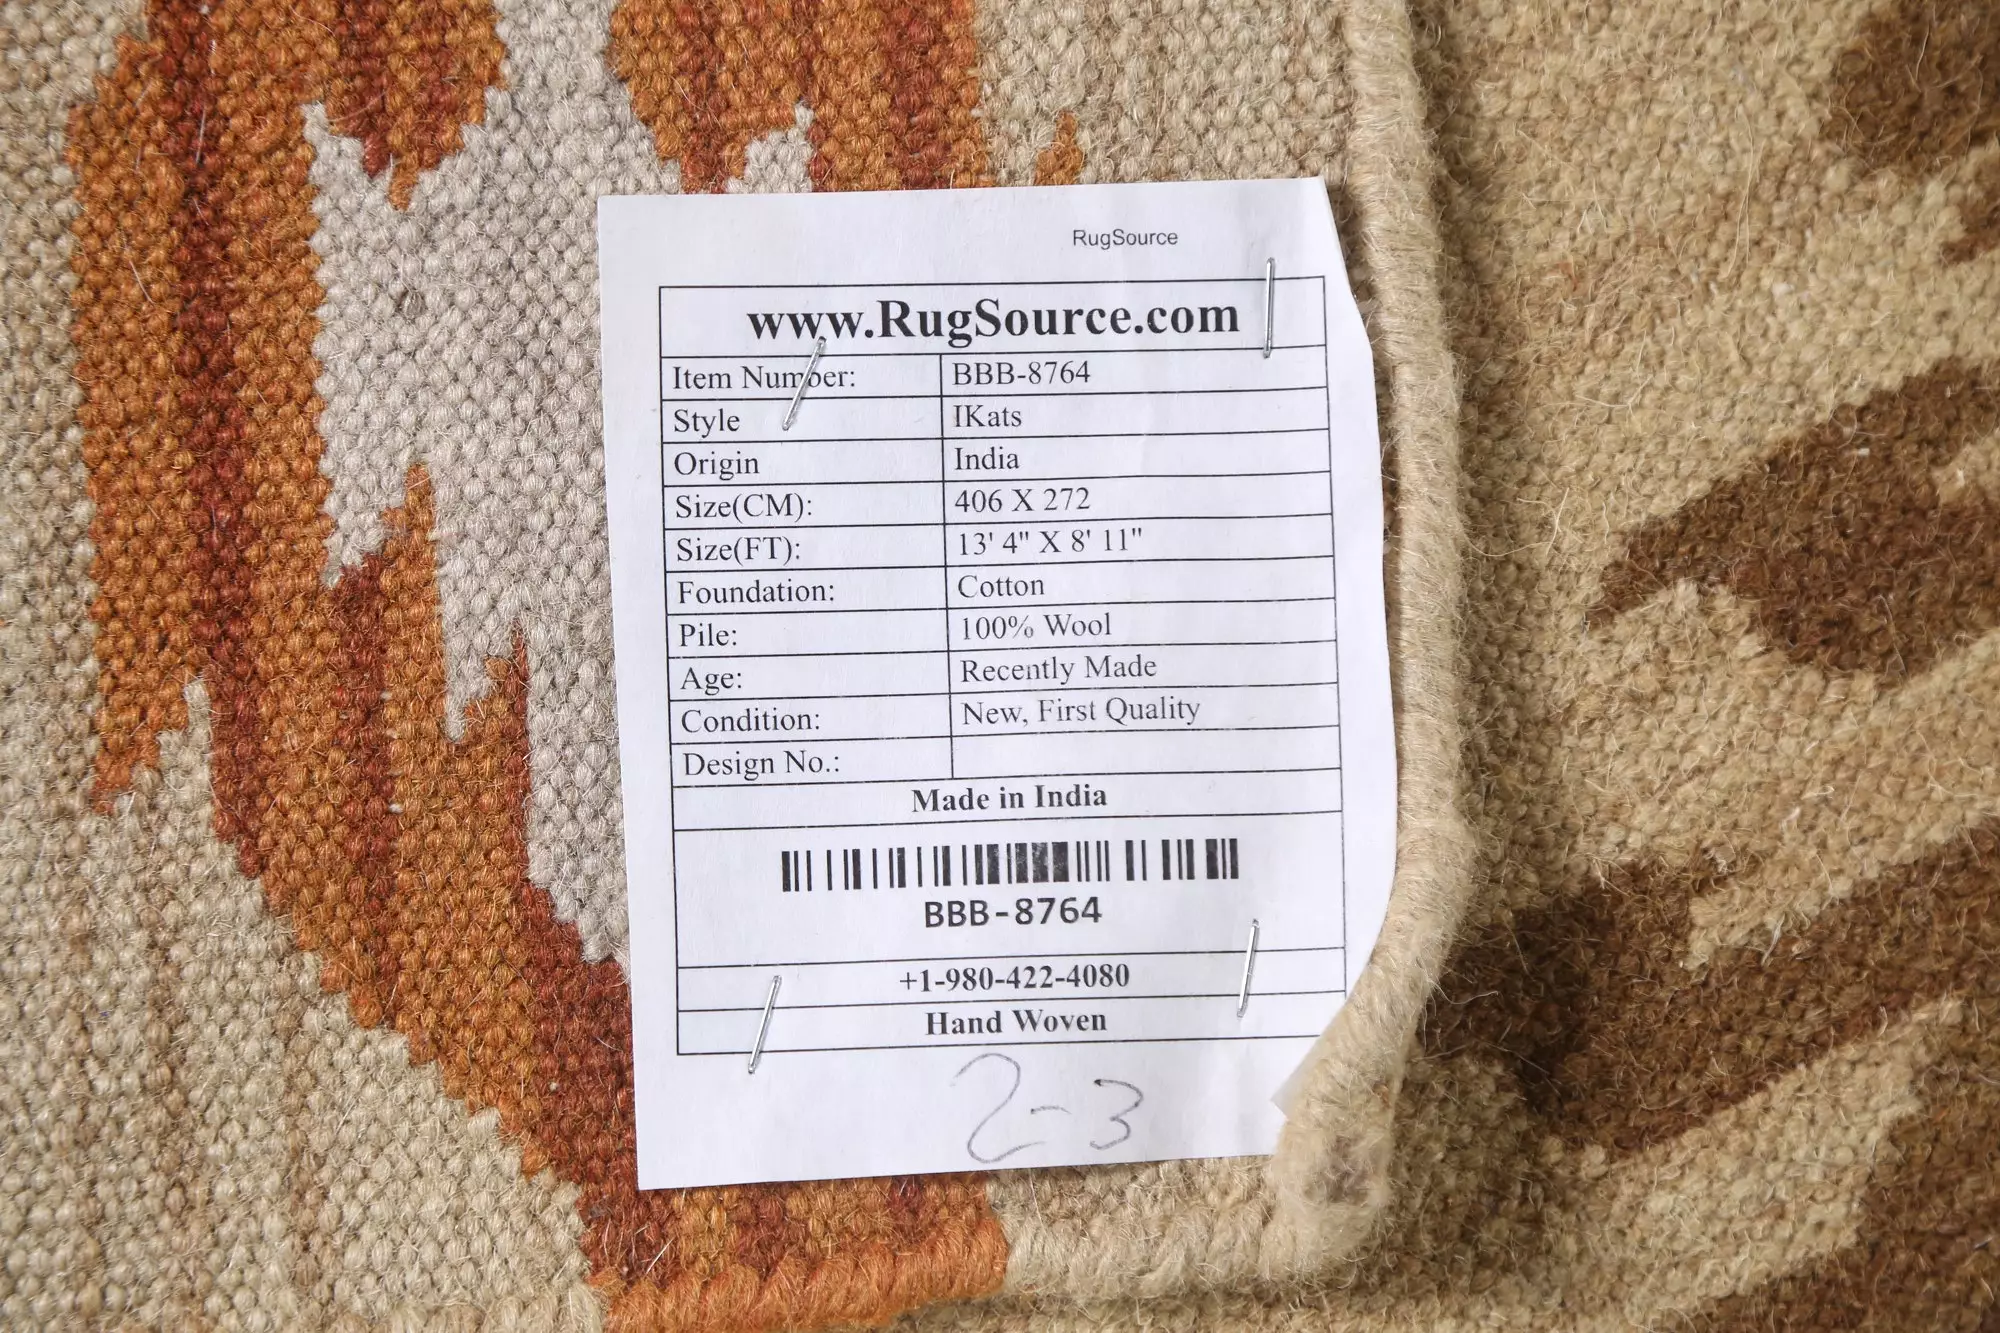 RugSource
www.RugSource.com
Item Number: BBB-8764
Style IKats
Origin India
Size(CM): 406 X 272
Size(FT): 13' 4" X 8' 11"
Foundation: Cotton
Pile: 100% Wool
Age: Recently Made
Condition: New, First Quality
Design No.:
Made in India
BBB-8764
+1-980-422-4080
Hand Woven
2-3